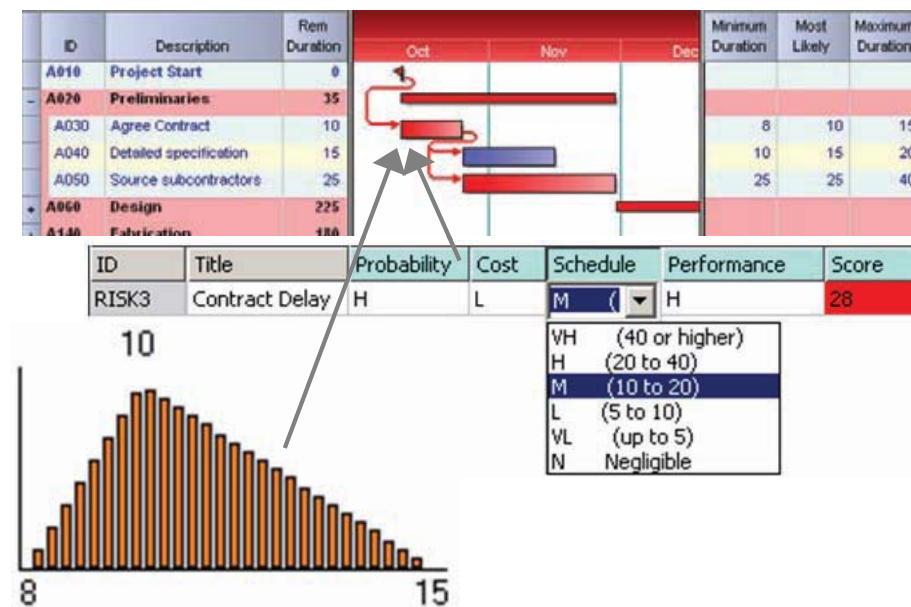 ID Description Rem Duration Oct Nov Dec Minimum Duration Most Likely Maximum Duration
A010 Project Start 0
- A020 Preliminaries 35
A030 Agree Contract 10 8 10 15
A040 Detailed specification 15 10 15 20
A050 Source subcontractors 25 25 25 40
+ A060 Design 225
A140 Fabrication 180
ID Title Probability Cost Schedule Performance Score
RISK3 Contract Delay H L M ( H 28
VH (40 or higher)
H (20 to 40)
M (10 to 20)
L (5 to 10)
VL (up to 5)
N Negligible
10
8 15